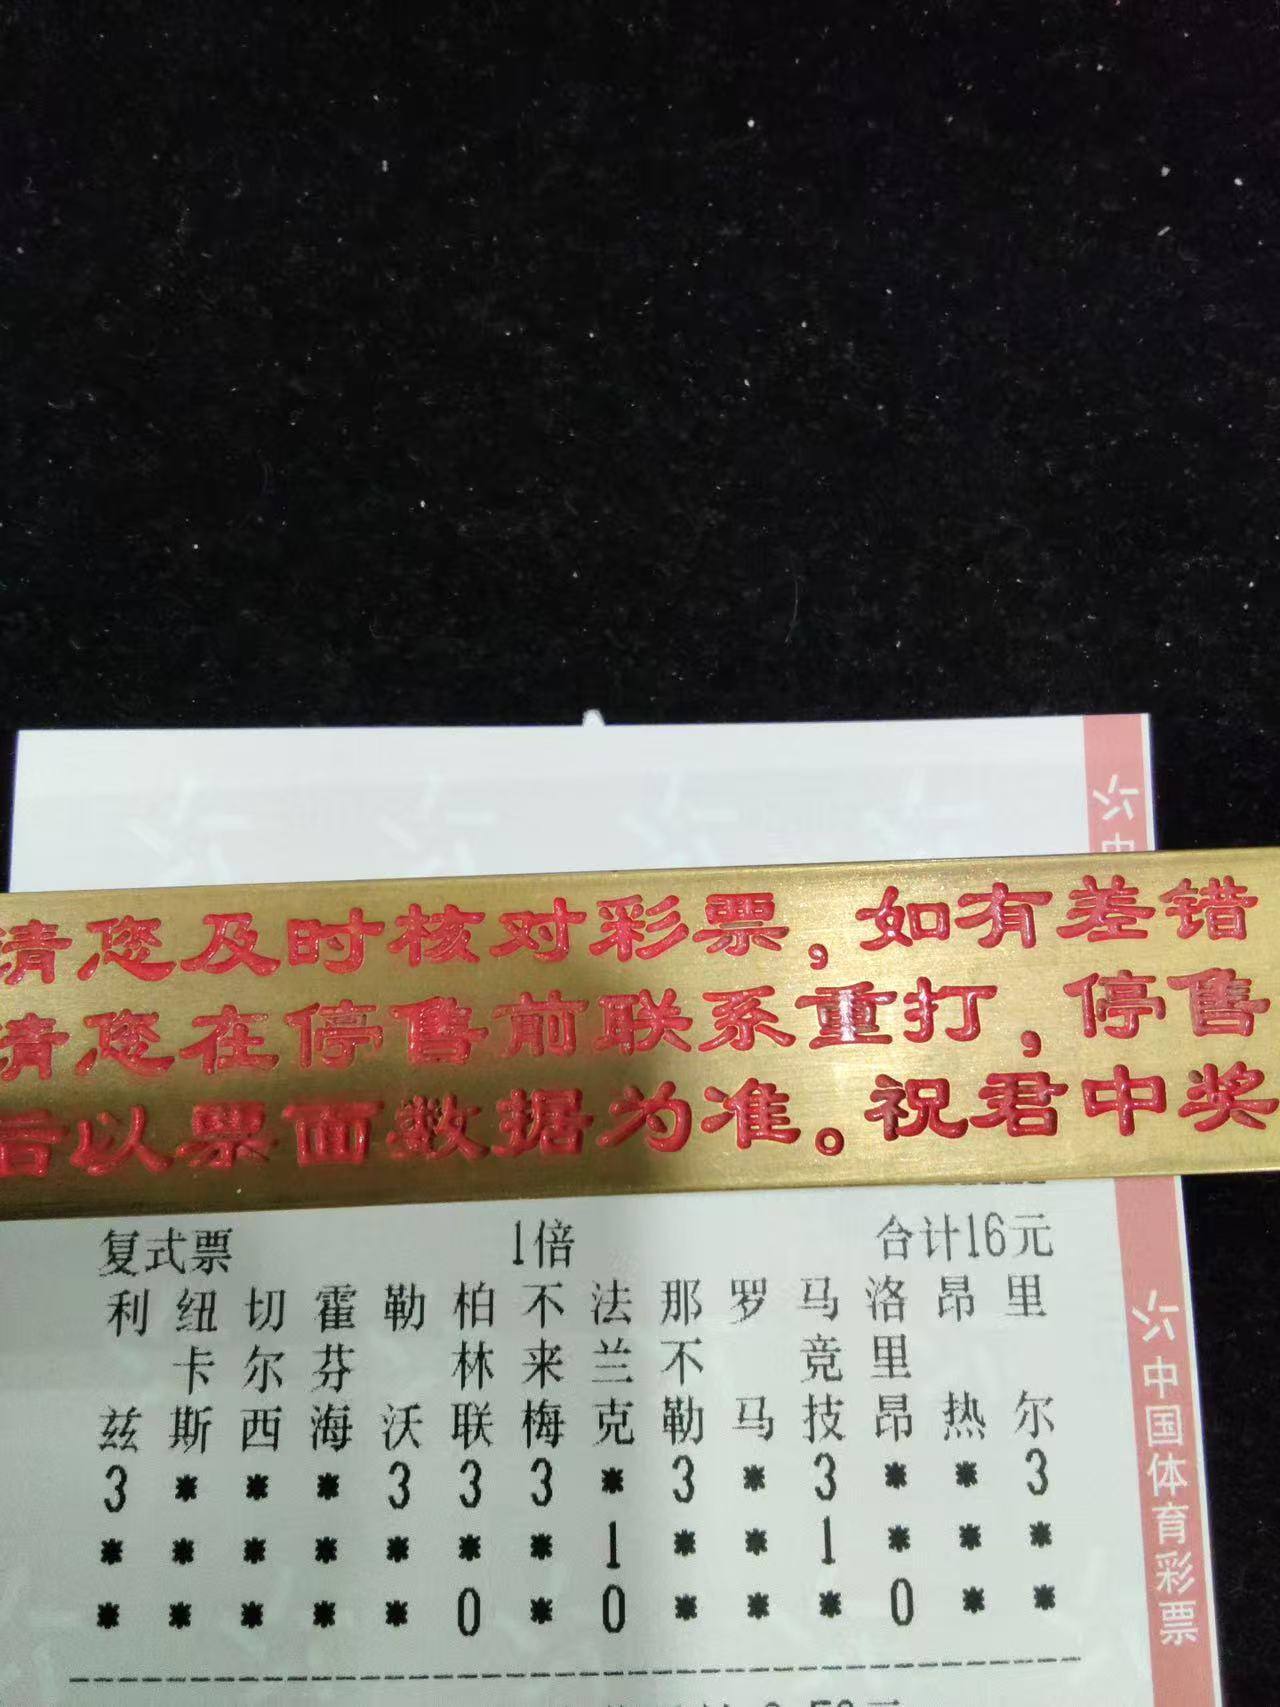 请您及时核对彩票，如有差错
请您在停售前联系重打，停售
后以票面数据为准。祝君中奖
复式票 1倍 合计16元
利 纽 切 霍 勒 柏 不 法 那 罗 马 洛 昂 里
卡 尔 芬 林 来 兰 不 竞 里
兹 斯 西 海 沃 联 梅 克 勒 马 技 昂 热 尔
3 * * * 3 3 3 * 3 * 3 * * 3
* * * * * * * 1 * * 1 * * *
* * * * * 0 * 0 * * * 0 * *
中
中国体育彩票